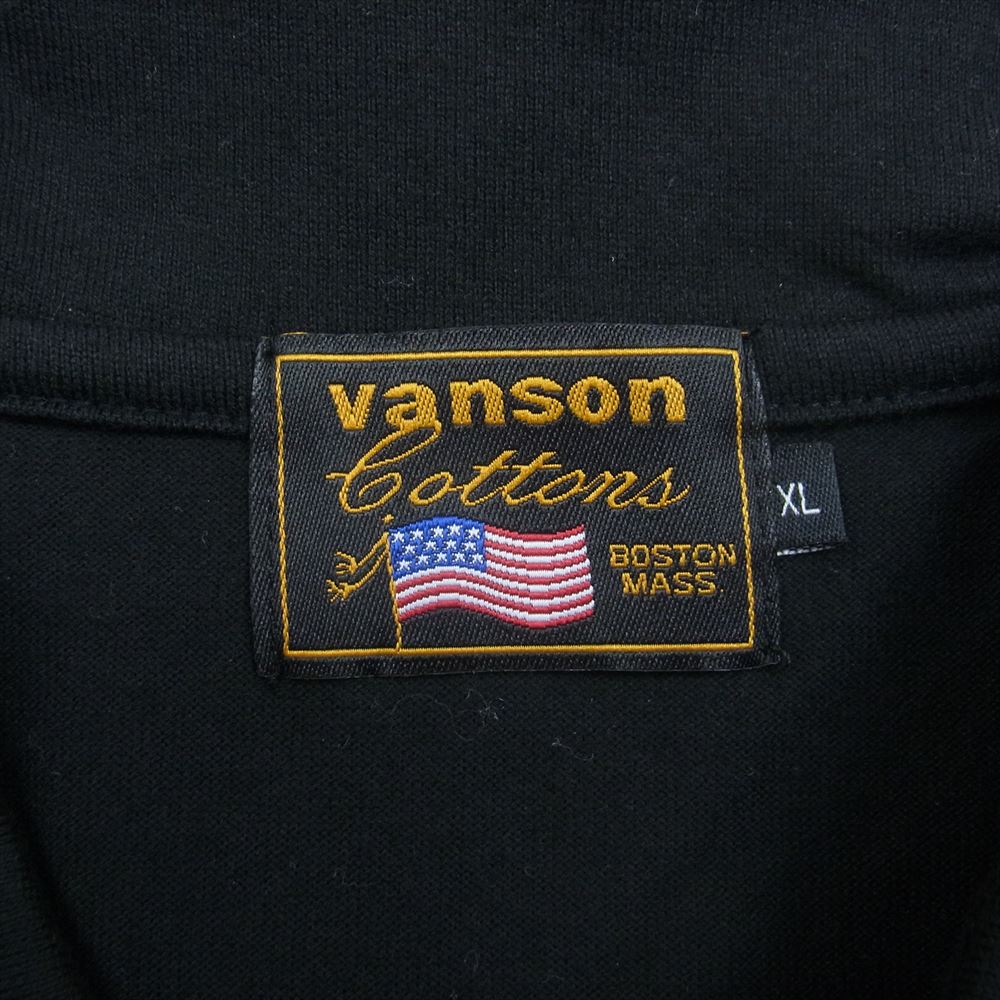 vanson
Cottons
BOSTON
MASS.
XL